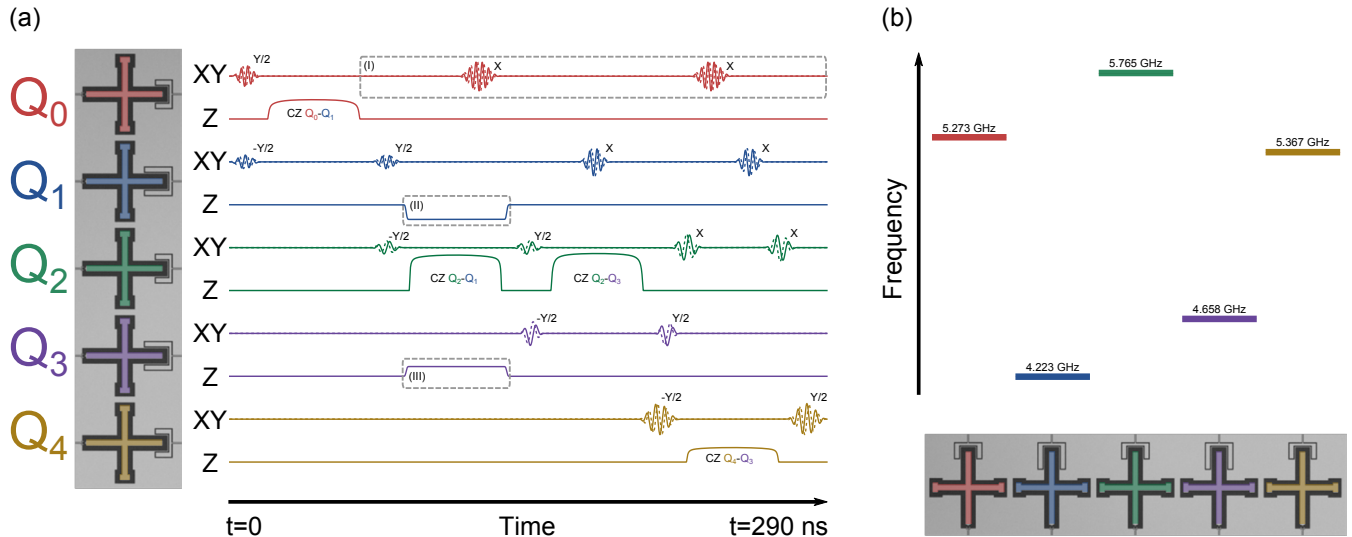 (a)
Q0
XY
Y/2
(I)
X
X
Z
CZ Q0-Q1
Q1
XY
-Y/2
Y/2
X
X
Z
(II)
Q2
XY
-Y/2
Y/2
X
X
Z
CZ Q2-Q1
CZ Q2-Q3
Q3
XY
-Y/2
Y/2
Z
(III)
Q4
XY
-Y/2
Y/2
Z
CZ Q4-Q3
t=0
Time
t=290 ns
(b)
Frequency
5.273 GHz
4.223 GHz
5.765 GHz
4.658 GHz
5.367 GHz